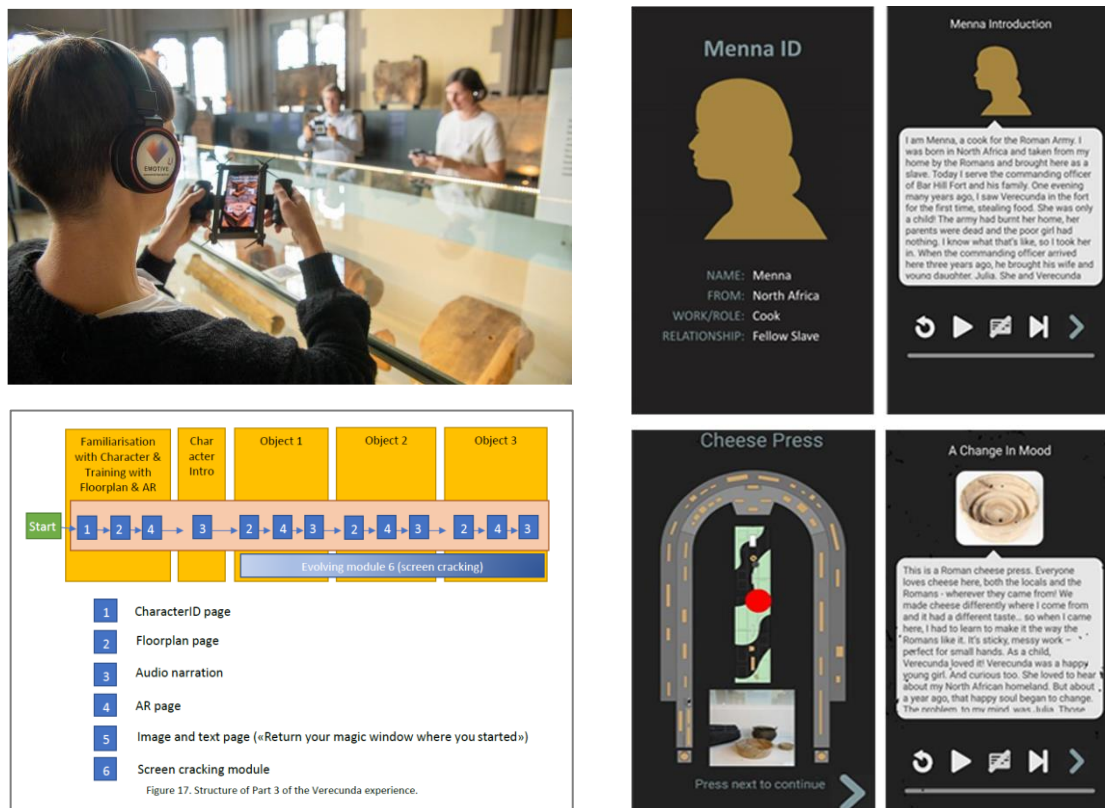 EMOTIVE
Familiarisation
with Character &
Training with
Floorplan & AR
Char
acter
Intro
Object 1
Object 2
Object 3
Start
1
2
4
3
2
4
3
2
4
3
2
4
3
Evolving module 6 (screen cracking)
1 CharacterID page
2 Floorplan page
3 Audio narration
4 AR page
5 Image and text page («Return your magic window where you started»)
6 Screen cracking module
Figure 17. Structure of Part 3 of the Verecunda experience.
Menna ID
NAME: Menna
FROM: North Africa
WORK/ROLE: Cook
RELATIONSHIP: Fellow Slave
Menna Introduction
I am Menna, a cook for the Roman Army. I
was born in North Africa and taken from my
home by the Romans and brought here as a
slave. Today I serve the commanding officer
of Bar Hill Fort and his family. One evening
many years ago, I saw Verecunda in the fort
for the first time, stealing food. She was only
a child! The army had burnt her home, her
parents were dead and the poor girl had
nothing. I know what that's like, so I took her
in. When the commanding officer arrived
here three years ago, he brought his wife and
young daughter, Julia. She and Verecunda
Cheese Press
Press next to continue
A Change In Mood
This is a Roman cheese press. Everyone
loves cheese here, both the locals and the
Romans - wherever they came from! We
made cheese differently where I come from
and it had a different taste... so when I came
here, I had to learn to make it the way the
Romans like it. It's sticky, messy work –
perfect for small hands. As a child,
Verecunda loved it! Verecunda was a happy
young girl. And curious too. She loved to hear
about my North African homeland. But about
a year ago, that happy soul began to change.
The problem, to my mind, was Julia. Those